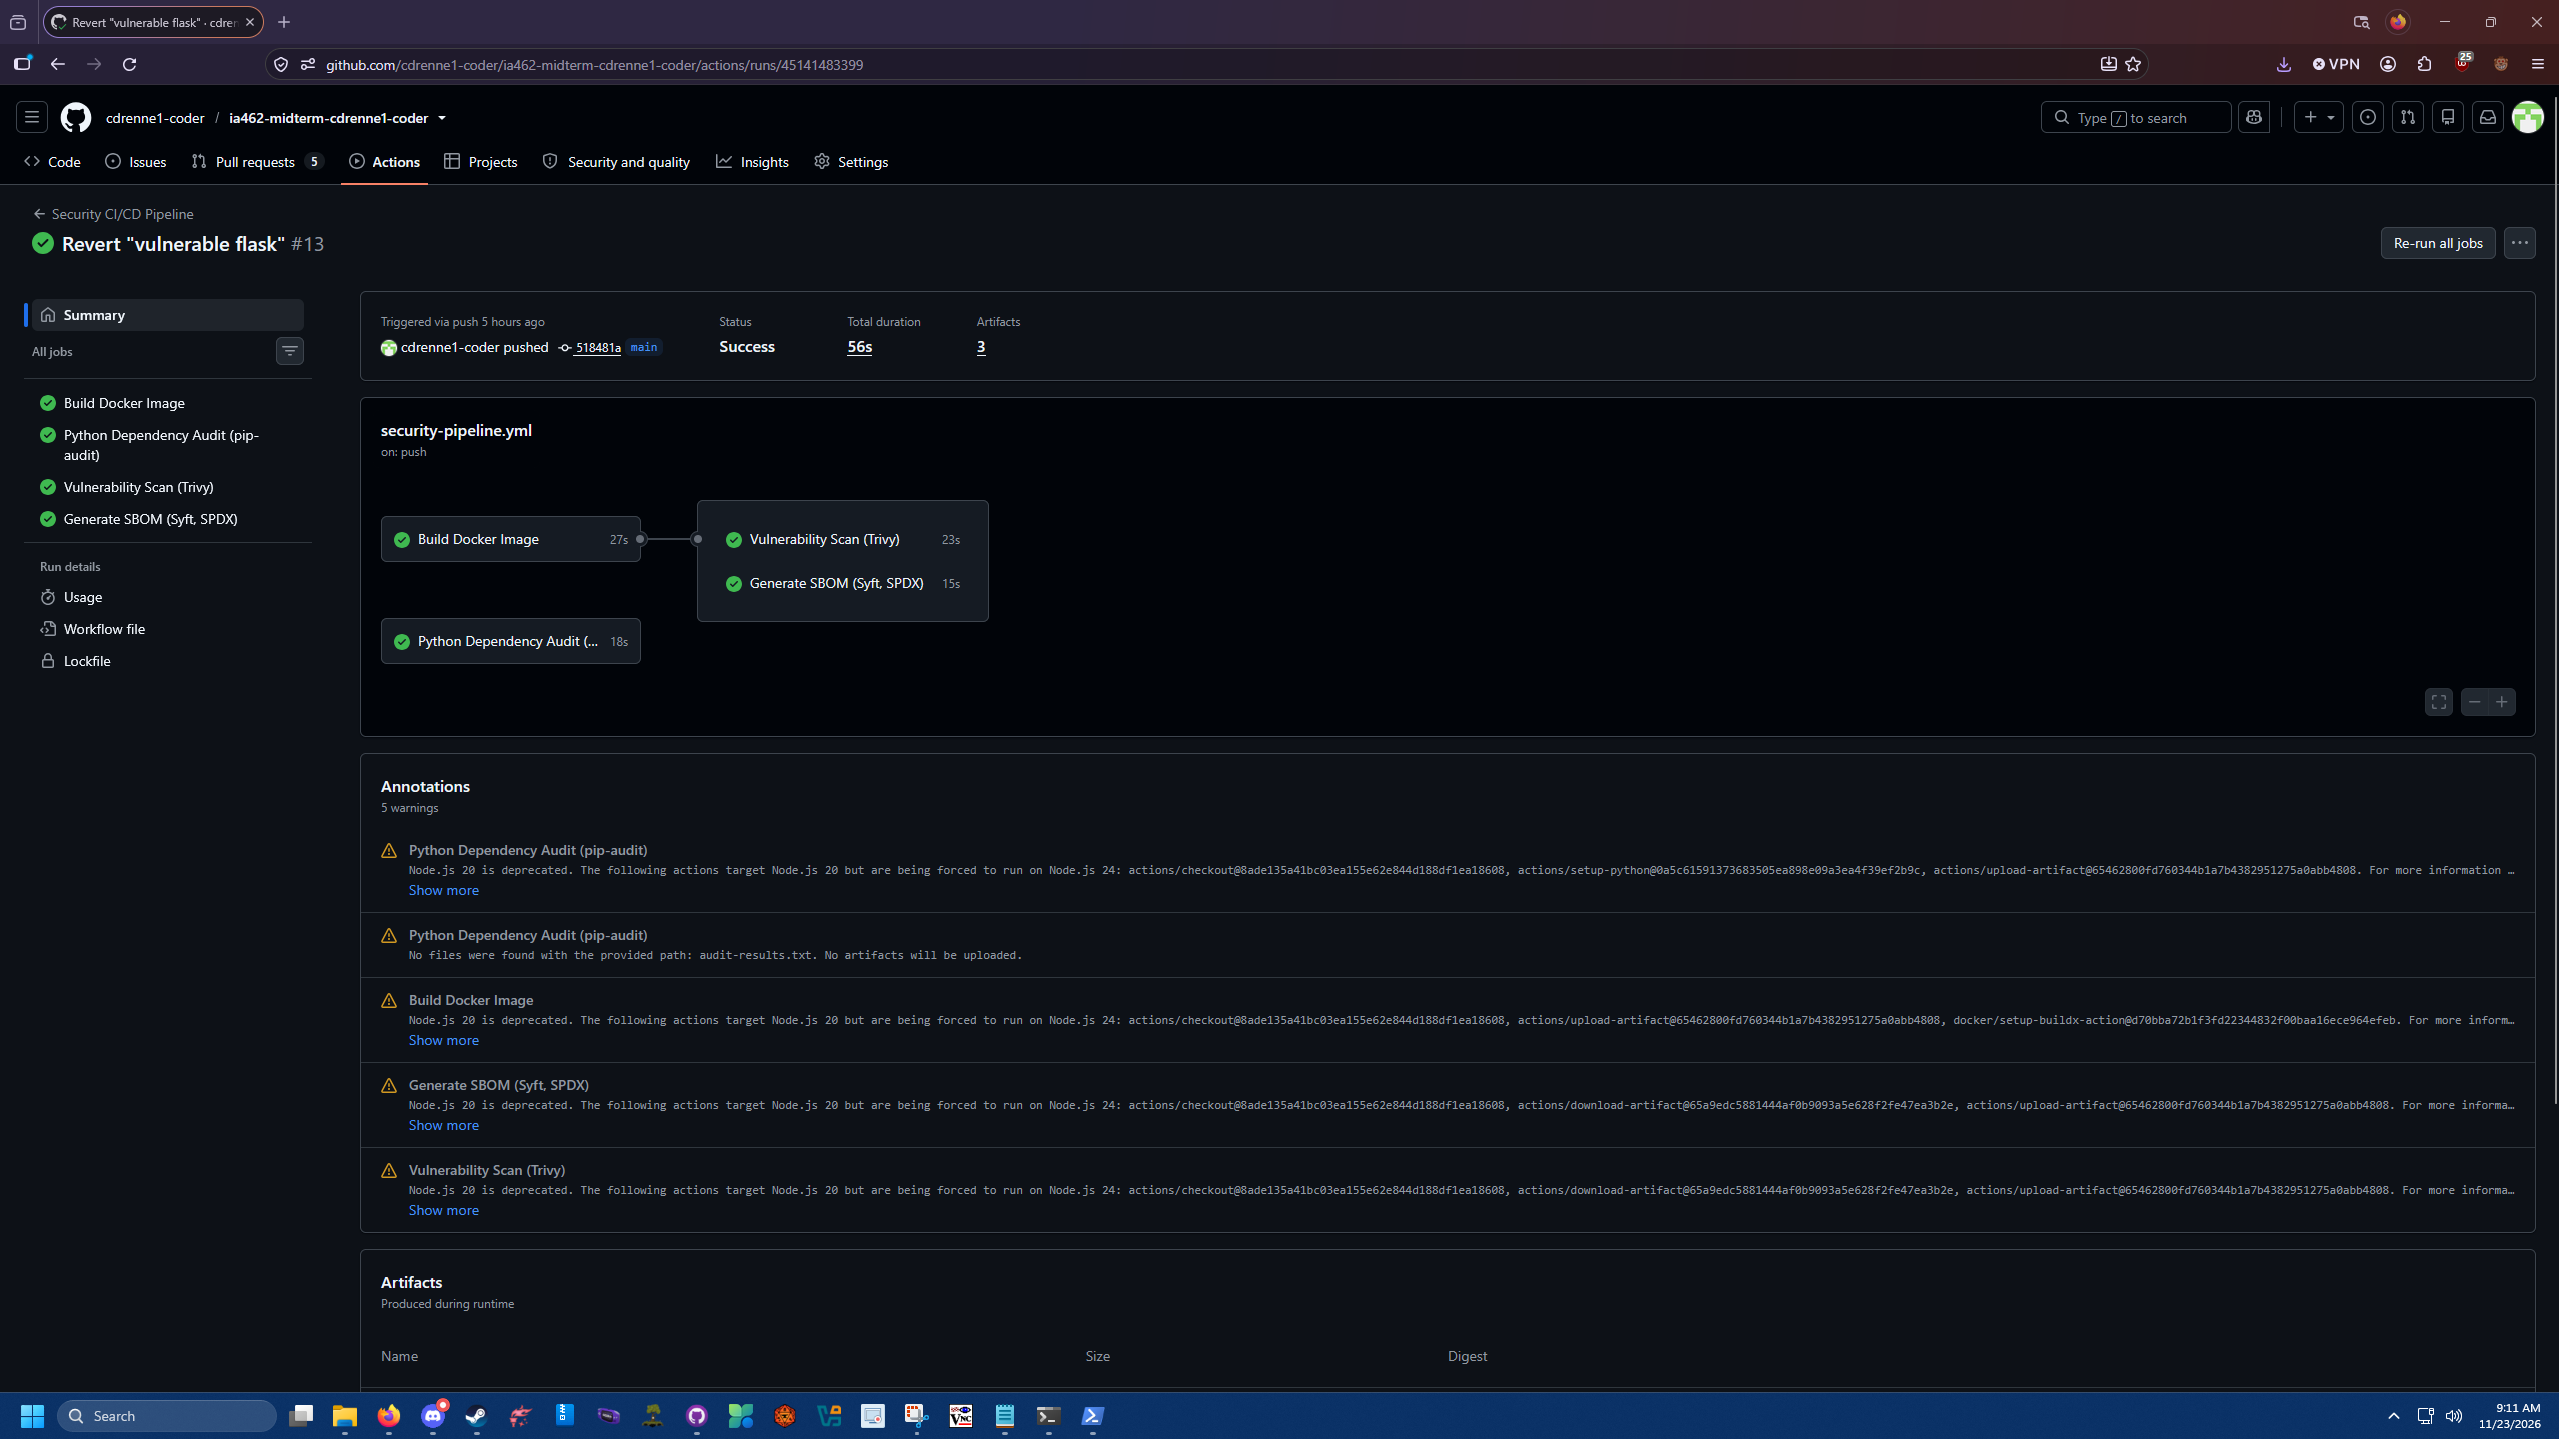 Revert "vulnerable flask" · cdren
github.com/cdrenne1-coder/ia462-midterm-cdrenne1-coder/actions/runs/45141483399
VPN
25
cdrenne1-coder / ia462-midterm-cdrenne1-coder
Type / to search
Code
Issues
Pull requests 5
Actions
Projects
Security and quality
Insights
Settings
Security CI/CD Pipeline
Revert "vulnerable flask" #13
Re-run all jobs
Summary
All jobs
Build Docker Image
Python Dependency Audit (pip-
audit)
Vulnerability Scan (Trivy)
Generate SBOM (Syft, SPDX)
Run details
Usage
Workflow file
Lockfile
Triggered via push 5 hours ago
cdrenne1-coder pushed 518481a main
Status
Success
Total duration
56s
Artifacts
3
security-pipeline.yml
on: push
Build Docker Image 27s
Vulnerability Scan (Trivy) 23s
Generate SBOM (Syft, SPDX) 15s
Python Dependency Audit (... 18s
Annotations
5 warnings
Python Dependency Audit (pip-audit)
Node.js 20 is deprecated. The following actions target Node.js 20 but are being forced to run on Node.js 24: actions/checkout@8ade135a41bc03ea155e62e844d188df1ea18608, actions/setup-python@0a5c61591373683505ea898e09a3ea4f39ef2b9c, actions/upload-artifact@65462800fd760344b1a7b4382951275a0abb4808. For more information …
Show more
Python Dependency Audit (pip-audit)
No files were found with the provided path: audit-results.txt. No artifacts will be uploaded.
Build Docker Image
Node.js 20 is deprecated. The following actions target Node.js 20 but are being forced to run on Node.js 24: actions/checkout@8ade135a41bc03ea155e62e844d188df1ea18608, actions/upload-artifact@65462800fd760344b1a7b4382951275a0abb4808, docker/setup-buildx-action@d70bba72b1f3fd22344832f00baa16ece964efeb. For more inform…
Show more
Generate SBOM (Syft, SPDX)
Node.js 20 is deprecated. The following actions target Node.js 20 but are being forced to run on Node.js 24: actions/checkout@8ade135a41bc03ea155e62e844d188df1ea18608, actions/download-artifact@65a9edc5881444af0b9093a5e628f2fe47ea3b2e, actions/upload-artifact@65462800fd760344b1a7b4382951275a0abb4808. For more informa…
Show more
Vulnerability Scan (Trivy)
Node.js 20 is deprecated. The following actions target Node.js 20 but are being forced to run on Node.js 24: actions/checkout@8ade135a41bc03ea155e62e844d188df1ea18608, actions/download-artifact@65a9edc5881444af0b9093a5e628f2fe47ea3b2e, actions/upload-artifact@65462800fd760344b1a7b4382951275a0abb4808. For more informa…
Show more
Artifacts
Produced during runtime
Name Size Digest
Search
9:11 AM
11/23/2026